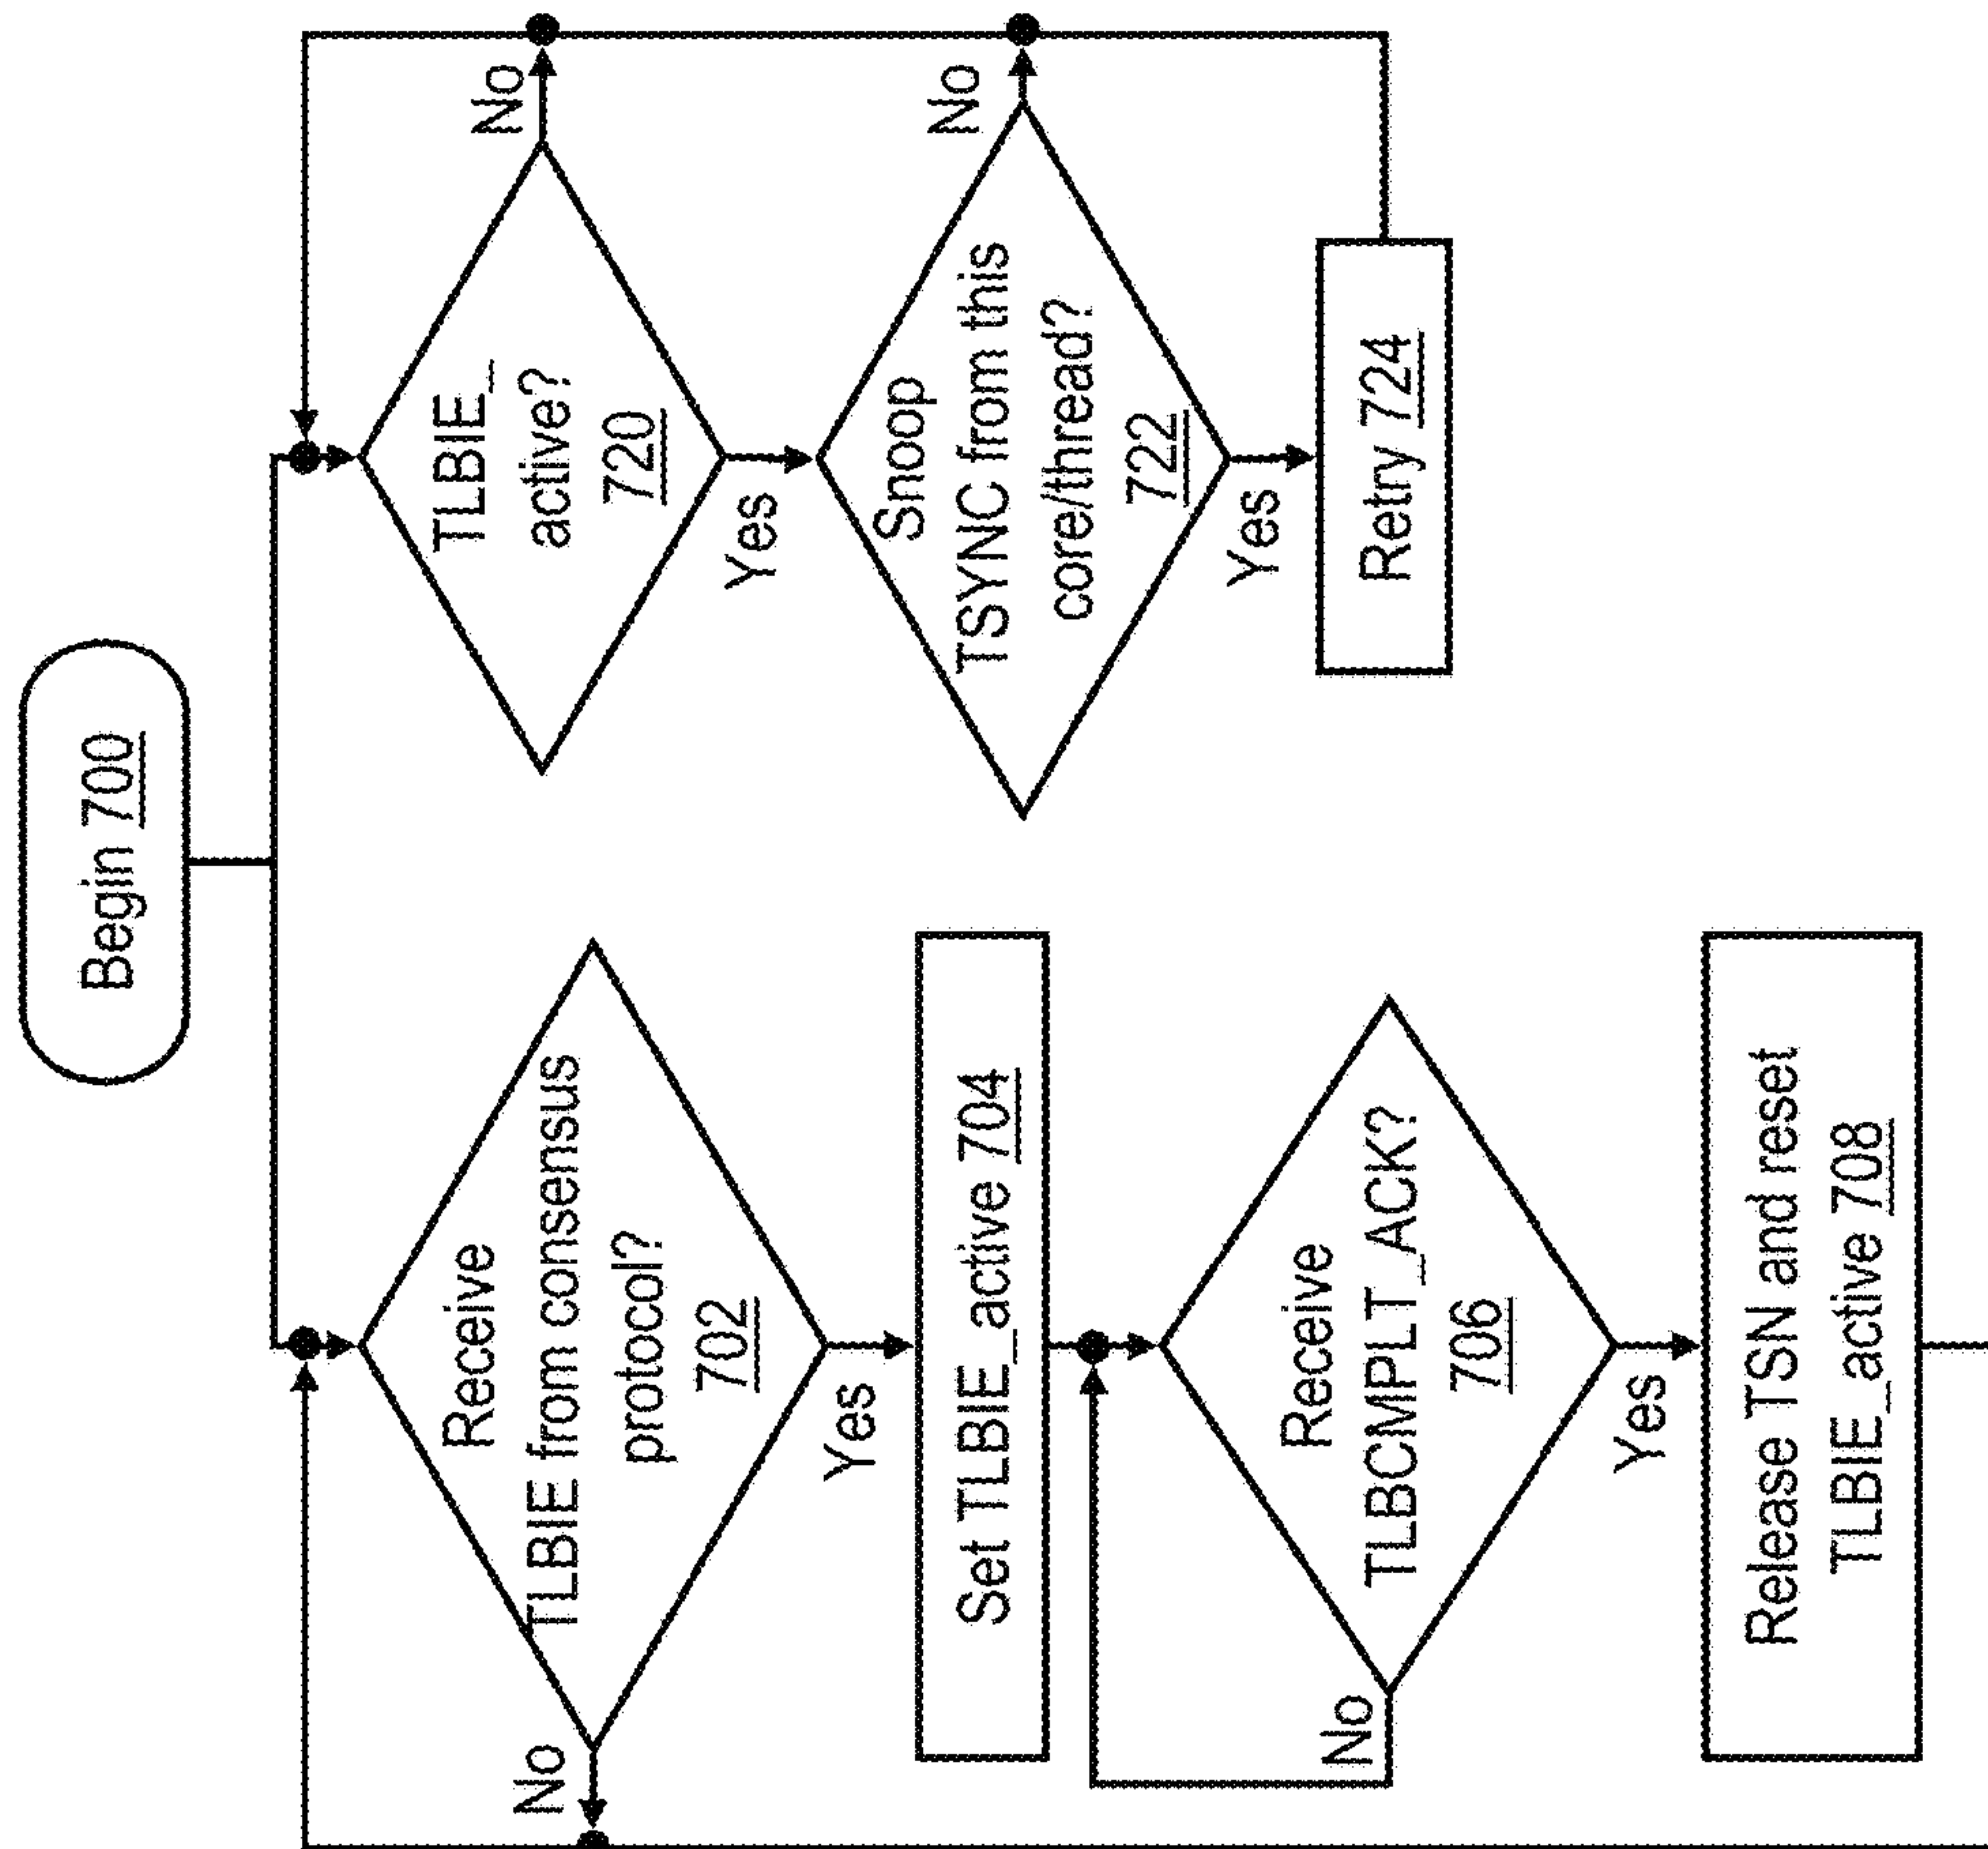 Begin 700
Receive
TLBIE from consensus
protocol?
702
No
Yes
Set TLBIE_active 704
Receive
TLBCMPLT_ACK?
706
No
Yes
Release TSN and reset
TLBIE_active 708
TLBIE_
active?
720
No
Yes
Snoop
TSYNC from this
core/thread?
722
No
Yes
Retry 724